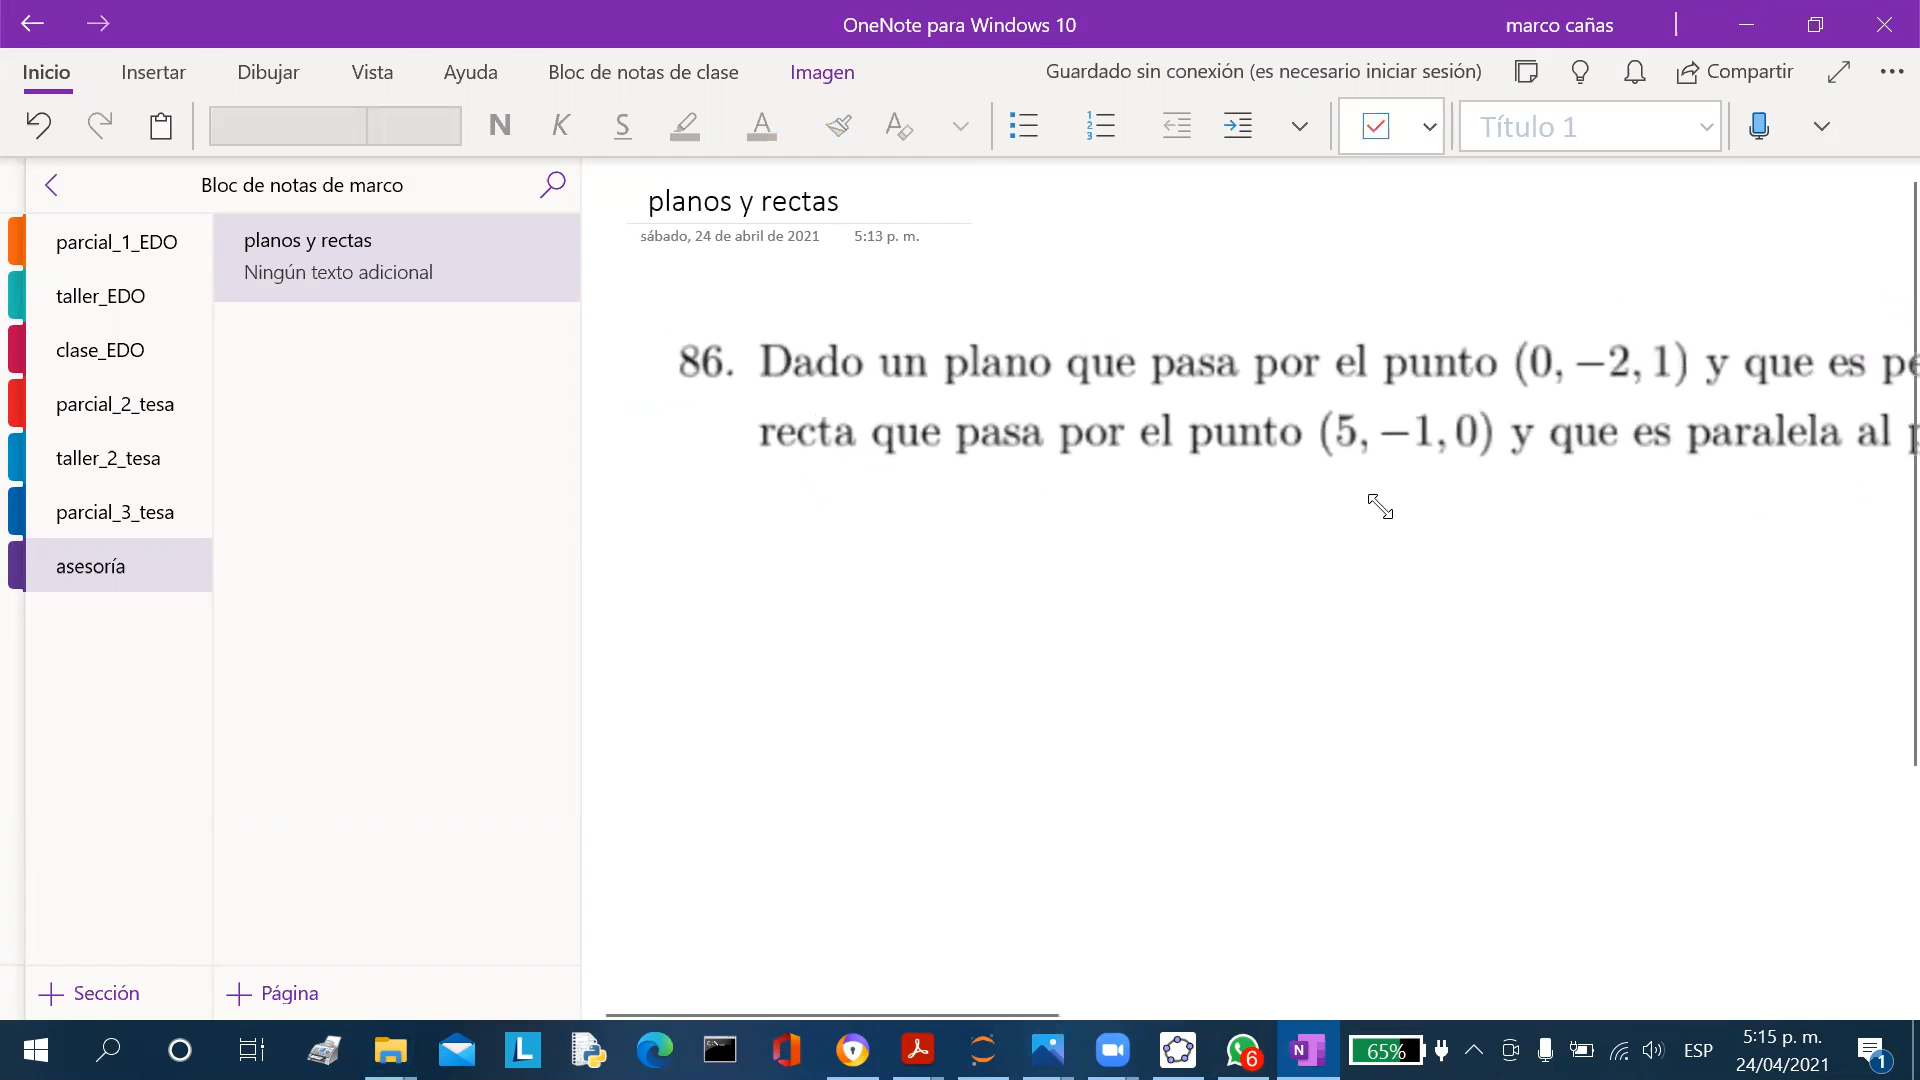 OneNote para Windows 10
marco cañas
Inicio
Insertar
Dibujar
Vista
Ayuda
Bloc de notas de clase
Imagen
Guardado sin conexión (es necesario iniciar sesión)
Compartir
N K S A
Título 1
Bloc de notas de marco
planos y rectas
sábado, 24 de abril de 2021 5:13 p. m.
parcial_1_EDO
taller_EDO
clase_EDO
parcial_2_tesa
taller_2_tesa
parcial_3_tesa
asesoría
planos y rectas
Ningún texto adicional
86. Dado un plano que pasa por el punto (0, −2, 1) y que es
recta que pasa por el punto (5, −1, 0) y que es paralela al
Sección
Página
L
6
N
65%
ESP
5:15 p. m.
24/04/2021
1